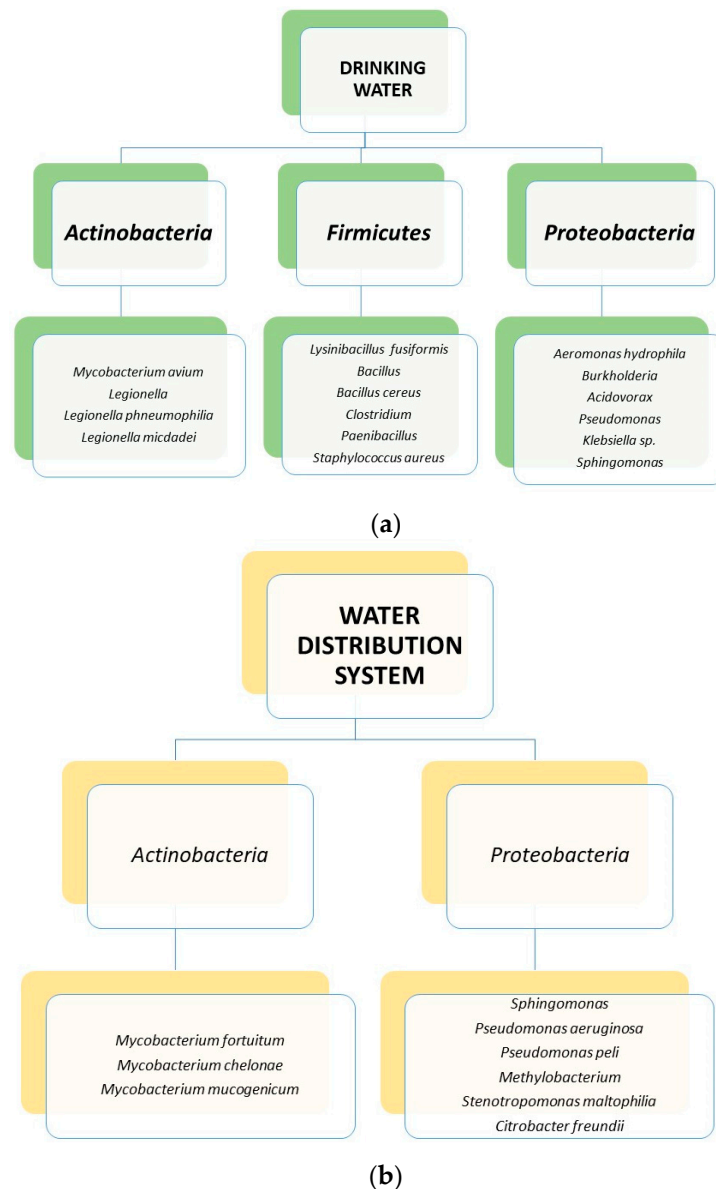 DRINKING
WATER
Actinobacteria
Firmicutes
Proteobacteria
Mycobacterium avium
Legionella
Legionella phneumophilia
Legionella micdadei
Lysinibacillus fusiformis
Bacillus
Bacillus cereus
Clostridium
Paenibacillus
Staphylococcus aureus
Aeromonas hydrophila
Burkholderia
Acidovorax
Pseudomonas
Klebsiella sp.
Sphingomonas
(a)
WATER
DISTRIBUTION
SYSTEM
Actinobacteria
Proteobacteria
Mycobacterium fortuitum
Mycobacterium chelonae
Mycobacterium mucogenicum
Sphingomonas
Pseudomonas aeruginosa
Pseudomonas peli
Methylobacterium
Stenotropomonas maltophilia
Citrobacter freundii
(b)